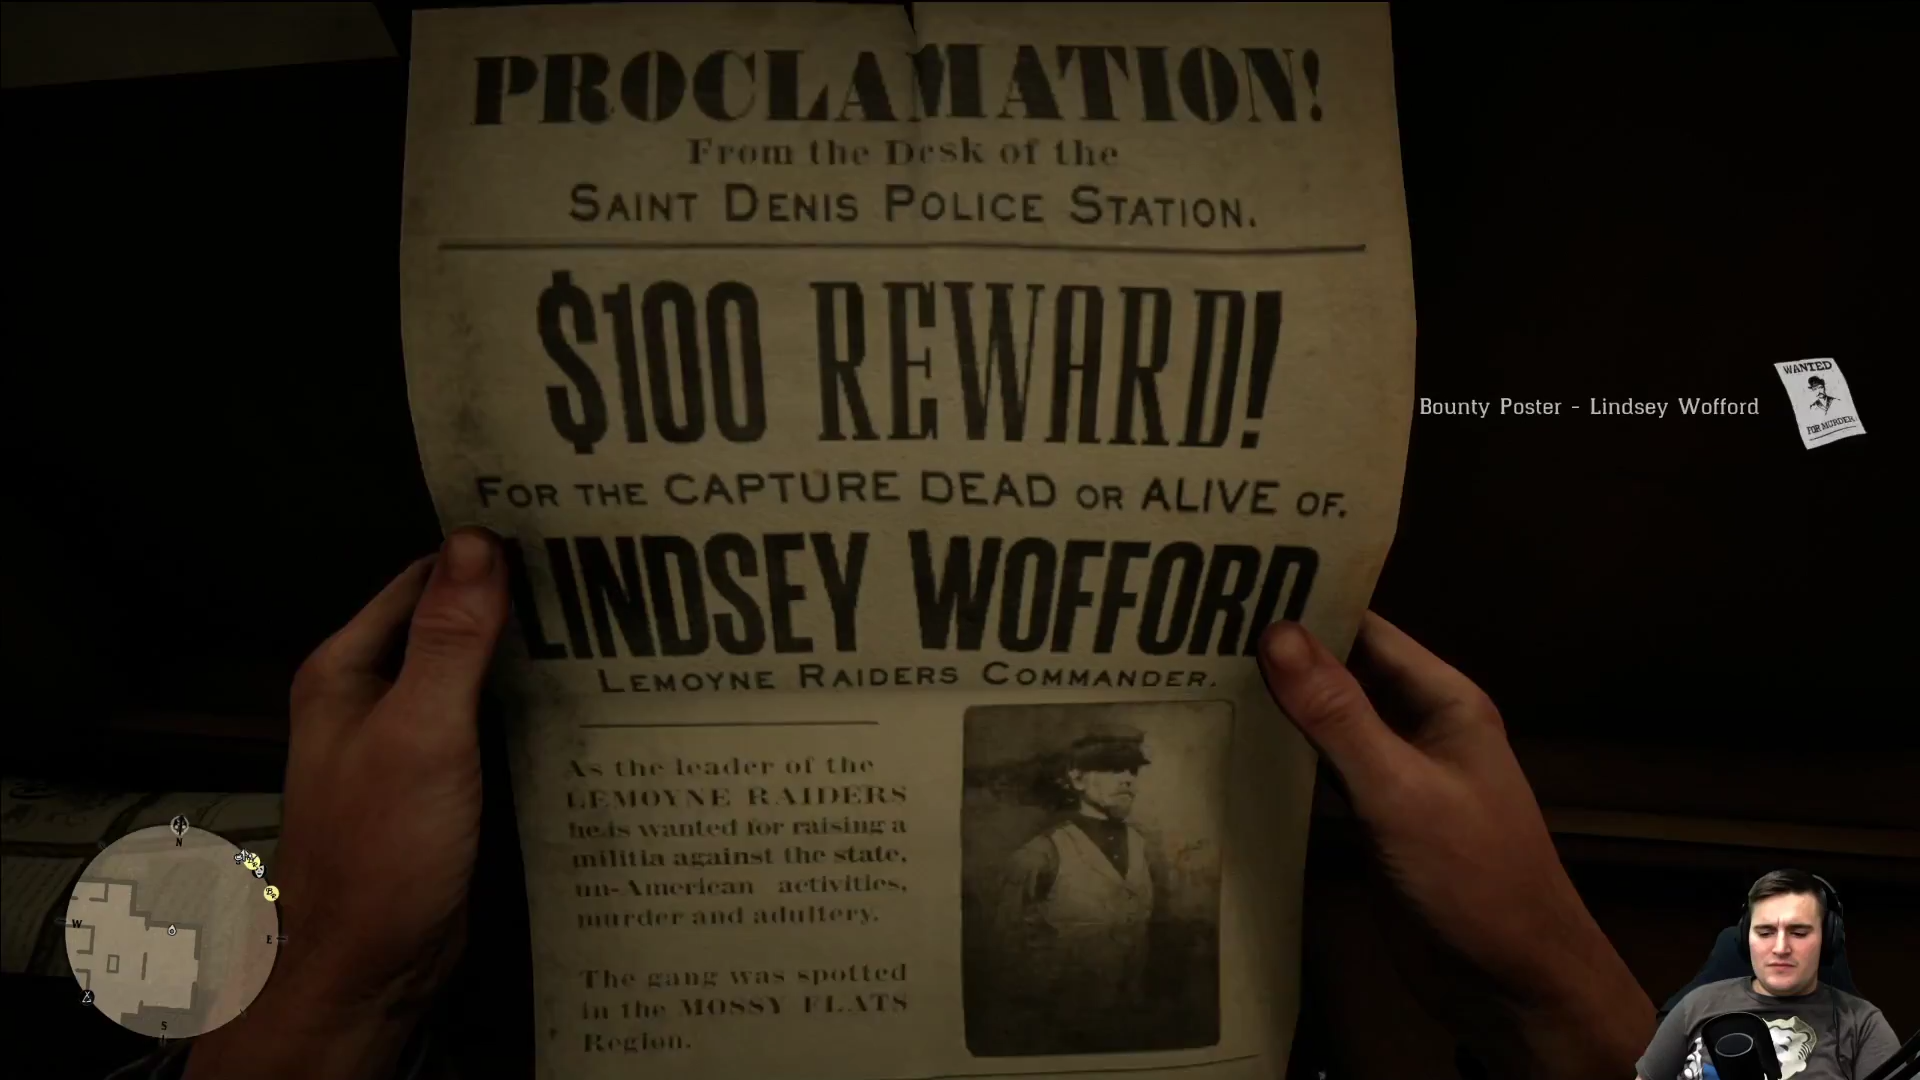 PROCLAMATION!
From the Desk of the
SAINT DENIS POLICE STATION.
$100 REWARD!
FOR THE CAPTURE DEAD OR ALIVE OF.
LINDSEY WOFFORD
LEMOYNE RAIDERS COMMANDER.
As the leader of the
LEMOYNE RAIDERS
he is wanted for raising a
militia against the state,
un-American activities,
murder and adultery.
The gang was spotted
in the MOSSY FLATS
Region.
Bounty Poster - Lindsey Wofford
WANTED
FOR MURDER
N
W
E
S